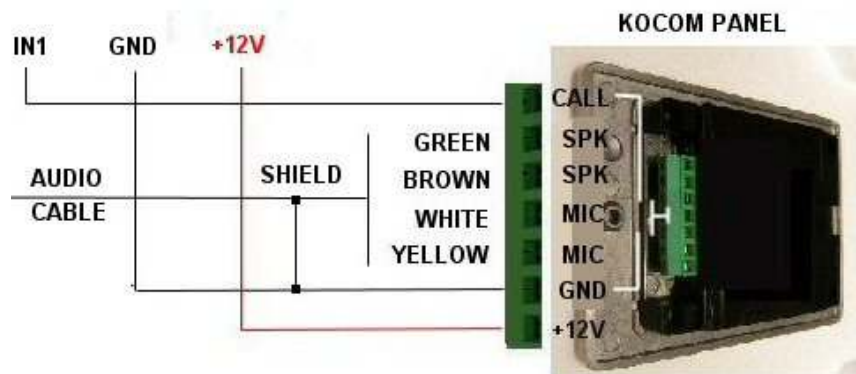 KOCOM PANEL
IN1 GND +12V
CALL
GREEN SPK
BROWN SPK
AUDIO CABLE
SHIELD
WHITE MIC
YELLOW MIC
GND
+12V